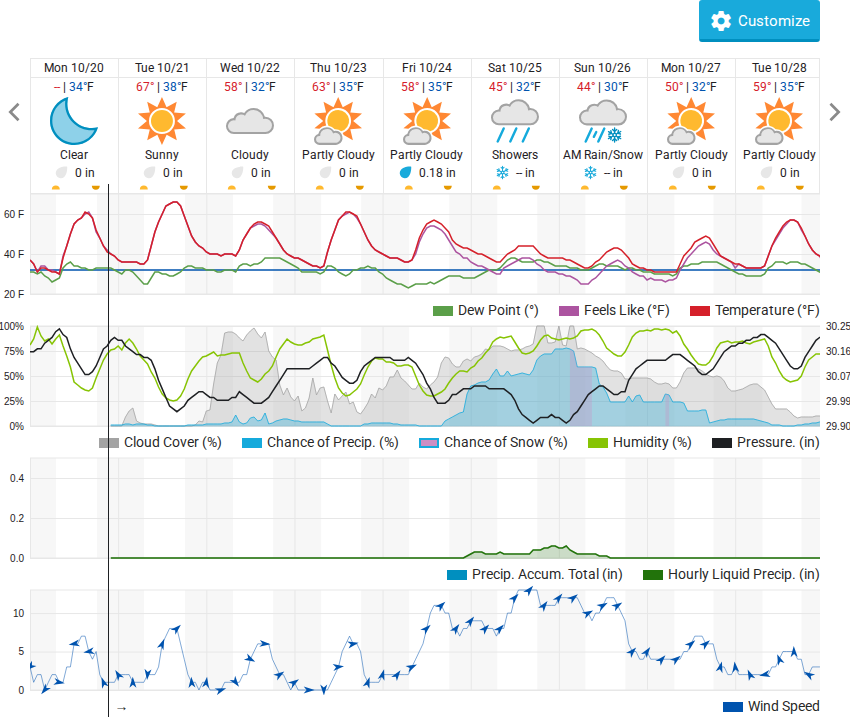 Customize
Mon 10/20 Tue 10/21 Wed 10/22 Thu 10/23 Fri 10/24 Sat 10/25 Sun 10/26 Mon 10/27 Tue 10/28
-- | 34°F 67° | 38°F 58° | 32°F 63° | 35°F 58° | 35°F 45° | 32°F 44° | 30°F 50° | 32°F 59° | 35°F
Clear Sunny Cloudy Partly Cloudy Partly Cloudy Showers AM Rain/Snow Partly Cloudy Partly Cloudy
0 in 0 in 0 in 0 in 0.18 in -- in -- in 0 in 0 in
60 F
40 F
20 F
Dew Point (°) Feels Like (°F) Temperature (°F)
100% 30.25
75% 30.16
50% 30.07
25% 29.99
0% 29.90
Cloud Cover (%) Chance of Precip. (%) Chance of Snow (%) Humidity (%) Pressure. (in)
0.4
0.2
0.0
Precip. Accum. Total (in) Hourly Liquid Precip. (in)
10
5
0
→
Wind Speed